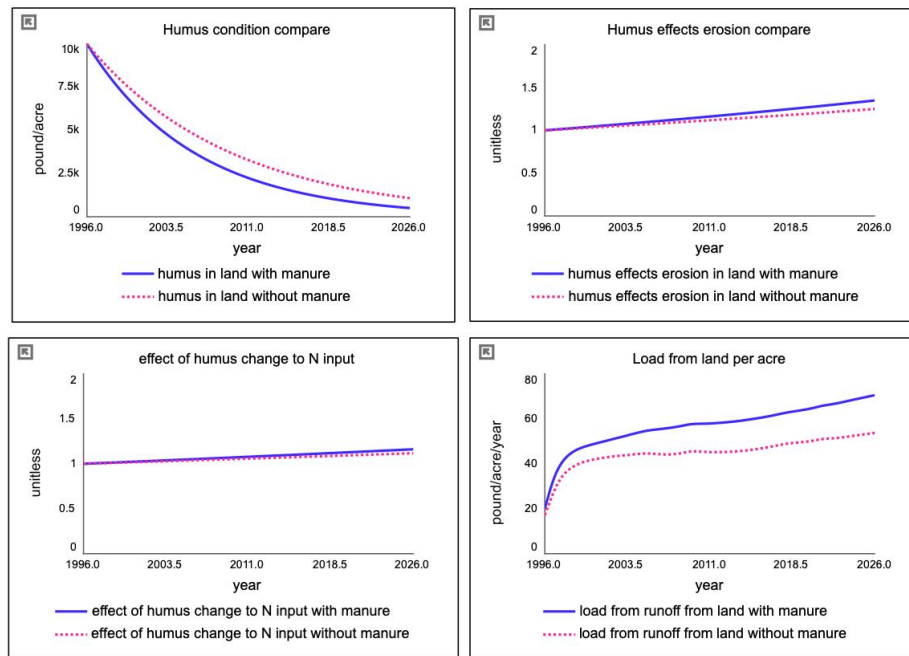 Humus condition compare
pound/acre
10k
7.5k
5k
2.5k
0
1996.0 2003.5 2011.0 2018.5 2026.0
year
humus in land with manure
humus in land without manure
Humus effects erosion compare
unitless
2
1.5
1
0.5
0
1996.0 2003.5 2011.0 2018.5 2026.0
year
humus effects erosion in land with manure
humus effects erosion in land without manure
effect of humus change to N input
unitless
2
1.5
1
0.5
0
1996.0 2003.5 2011.0 2018.5 2026.0
year
effect of humus change to N input with manure
effect of humus change to N input without manure
Load from land per acre
pound/acre/year
80
60
40
20
0
1996.0 2003.5 2011.0 2018.5 2026.0
year
load from runoff from land with manure
load from runoff from land without manure